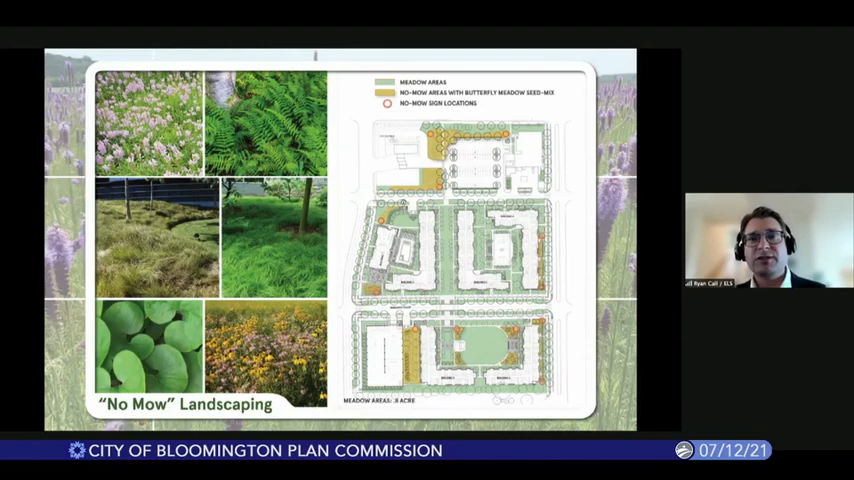 MEADOW AREAS
NO-MOW AREAS WITH BUTTERFLY MEADOW SEED-MIX
NO-MOW SIGN LOCATIONS
"No Mow" Landscaping
MEADOW AREAS: .8 ACRE
Ryan Call / ELS
CITY OF BLOOMINGTON PLAN COMMISSION
07/12/21